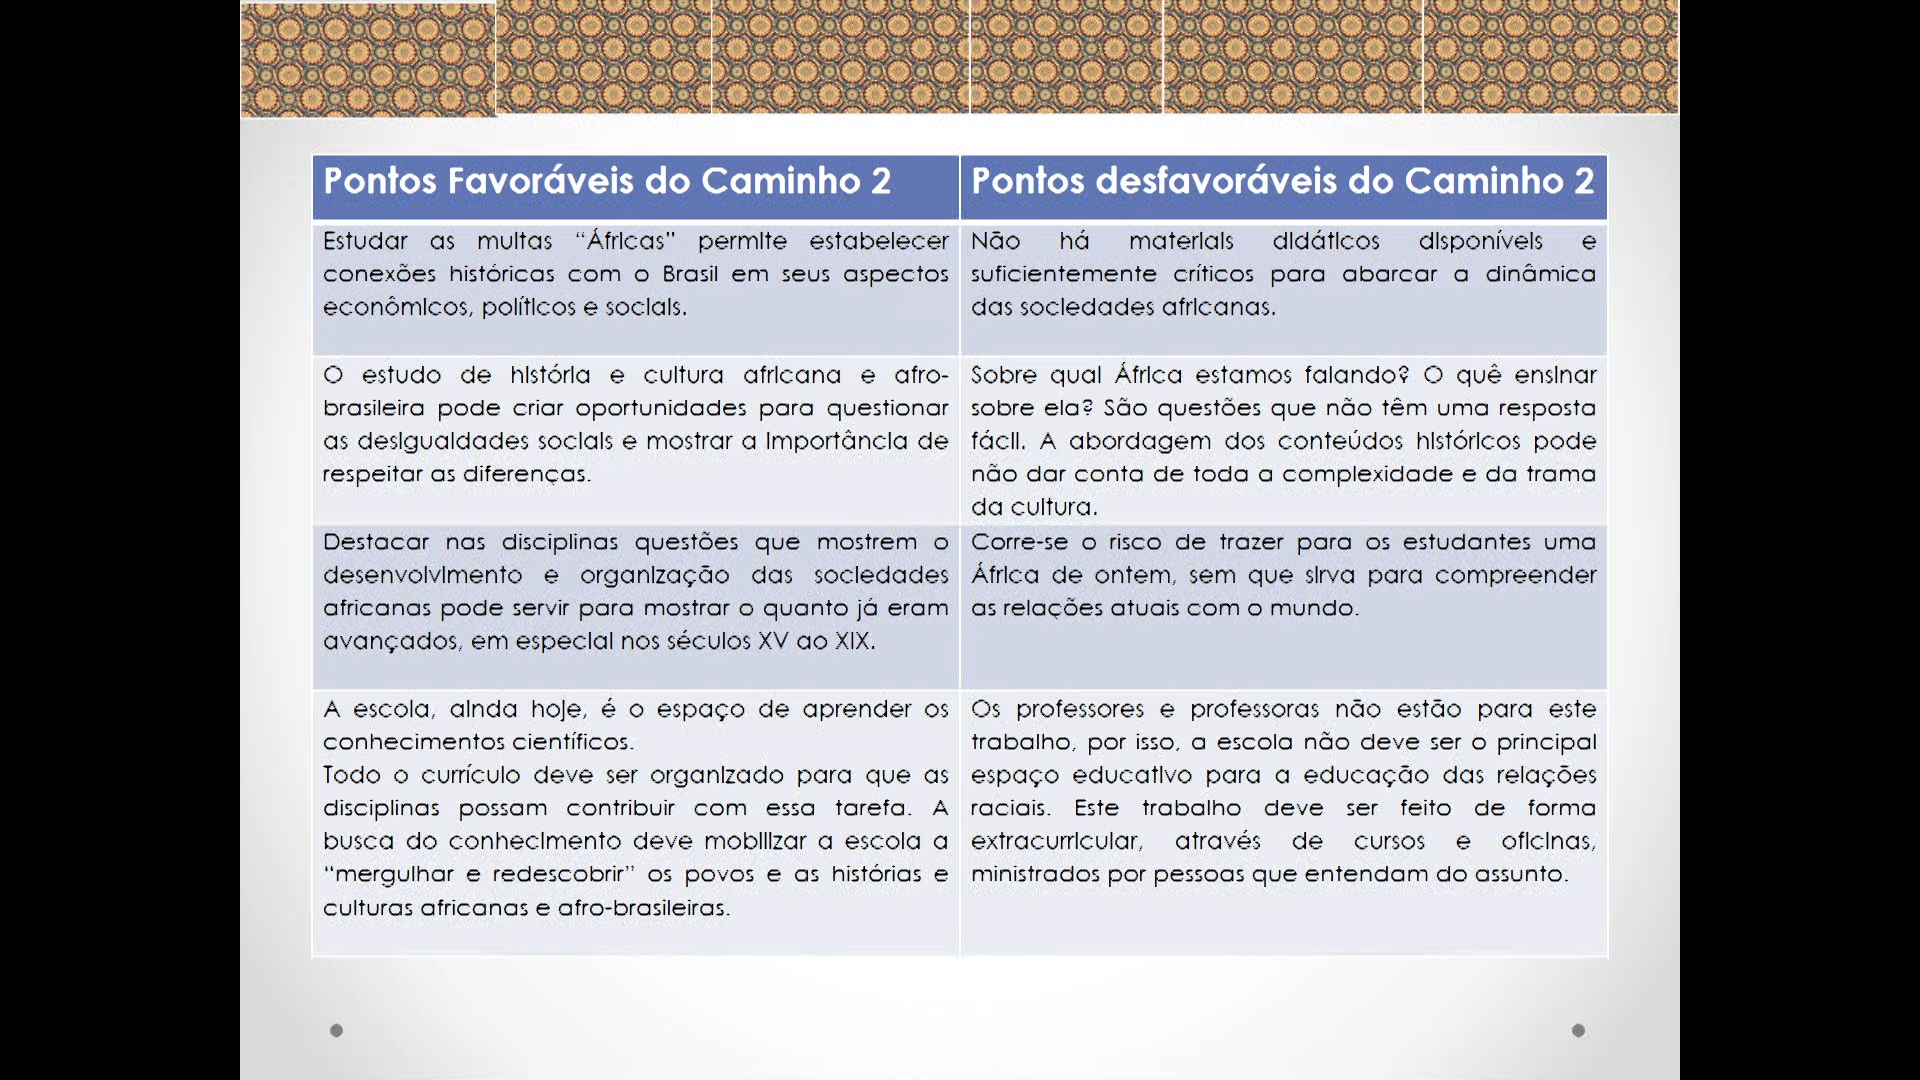 Pontos Favoráveis do Caminho 2
Pontos desfavoráveis do Caminho 2
Estudar as muitas “Áfricas” permite estabelecer
conexões históricas com o Brasil em seus aspectos
econômicos, políticos e sociais.
Não há materiais didáticos disponíveis e
suficientemente críticos para abarcar a dinâmica
das sociedades africanas.
O estudo de história e cultura africana e afro-
brasileira pode criar oportunidades para questionar
as desigualdades sociais e mostrar a importância de
respeitar as diferenças.
Sobre qual África estamos falando? O quê ensinar
sobre ela? São questões que não têm uma resposta
fácil. A abordagem dos conteúdos históricos pode
não dar conta de toda a complexidade e da trama
da cultura.
Destacar nas disciplinas questões que mostrem o
desenvolvimento e organização das sociedades
africanas pode servir para mostrar o quanto já eram
avançados, em especial nos séculos XV ao XIX.
Corre-se o risco de trazer para os estudantes uma
África de ontem, sem que sirva para compreender
as relações atuais com o mundo.
A escola, ainda hoje, é o espaço de aprender os
conhecimentos científicos.
Todo o currículo deve ser organizado para que as
disciplinas possam contribuir com essa tarefa. A
busca do conhecimento deve mobilizar a escola a
“mergulhar e redescobrir” os povos e as histórias e
culturas africanas e afro-brasileiras.
Os professores e professoras não estão para este
trabalho, por isso, a escola não deve ser o principal
espaço educativo para a educação das relações
raciais. Este trabalho deve ser feito de forma
extracurricular, através de cursos e oficinas,
ministrados por pessoas que entendam do assunto.